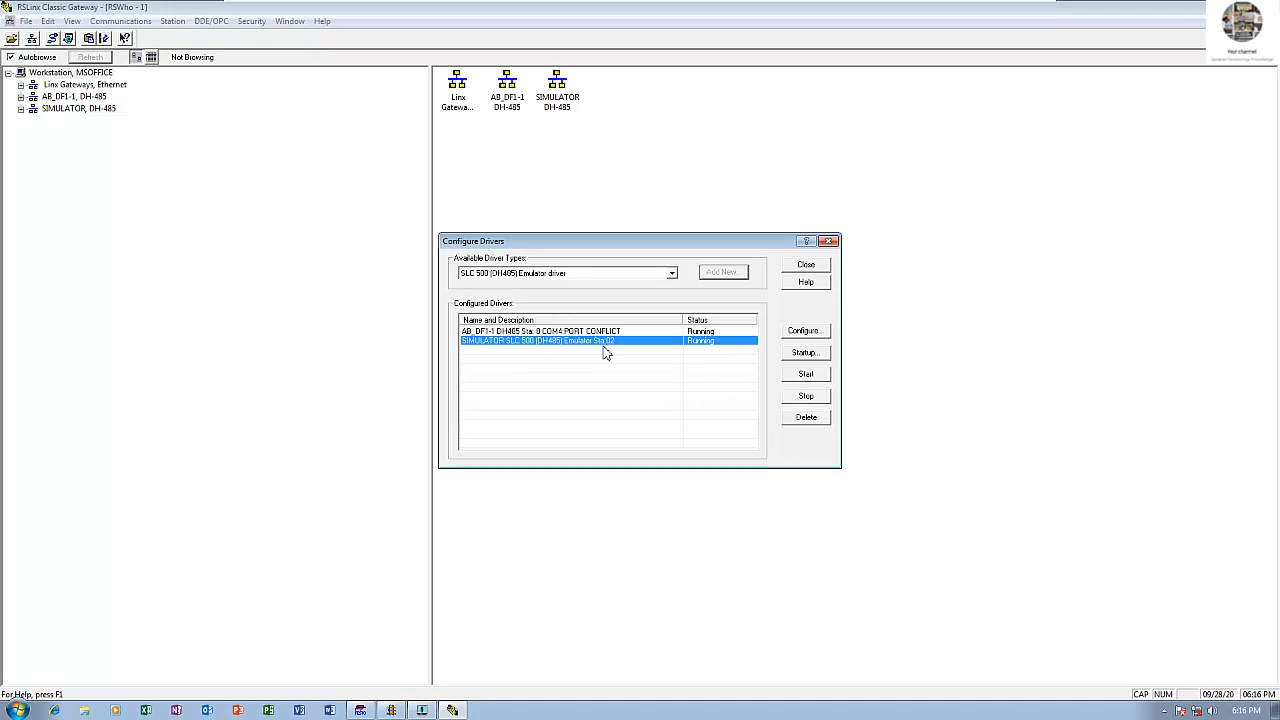 RSLinx Classic Gateway - [RSWho - 1]
File Edit View Communications Station DDE/OPC Security Window Help
Autobrowse Refresh Not Browsing
Workstation, MSOFFICE
Linx Gateways, Ethernet
AB_DF1-1, DH-485
SIMULATOR, DH-485
Linx Gatewa...
AB_DF1-1 DH-485
SIMULATOR DH-485
Your channel
General Technology Knowledge
Configure Drivers
Available Driver Types:
SLC 500 (DH485) Emulator driver
Add New...
Close
Help
Configured Drivers:
Name and Description Status
AB_DF1-1 DH485 Sta: 0 COM4:PORT CONFLICT Running
SIMULATOR SLC 500 (DH485) Emulator Sta:02 Running
Configure...
Startup...
Start
Stop
Delete
For Help, press F1
CAP NUM 09/28/20 06:16 PM
6:16 PM